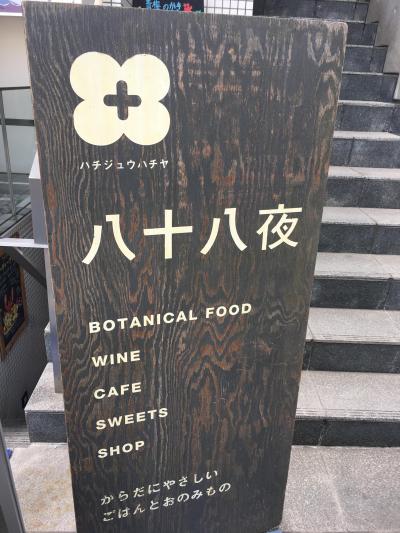 ハチジュウハチヤ
八十八夜
BOTANICAL FOOD
WINE
CAFE
SWEETS
SHOP
からだにやさしい
ごはんとおのみもの